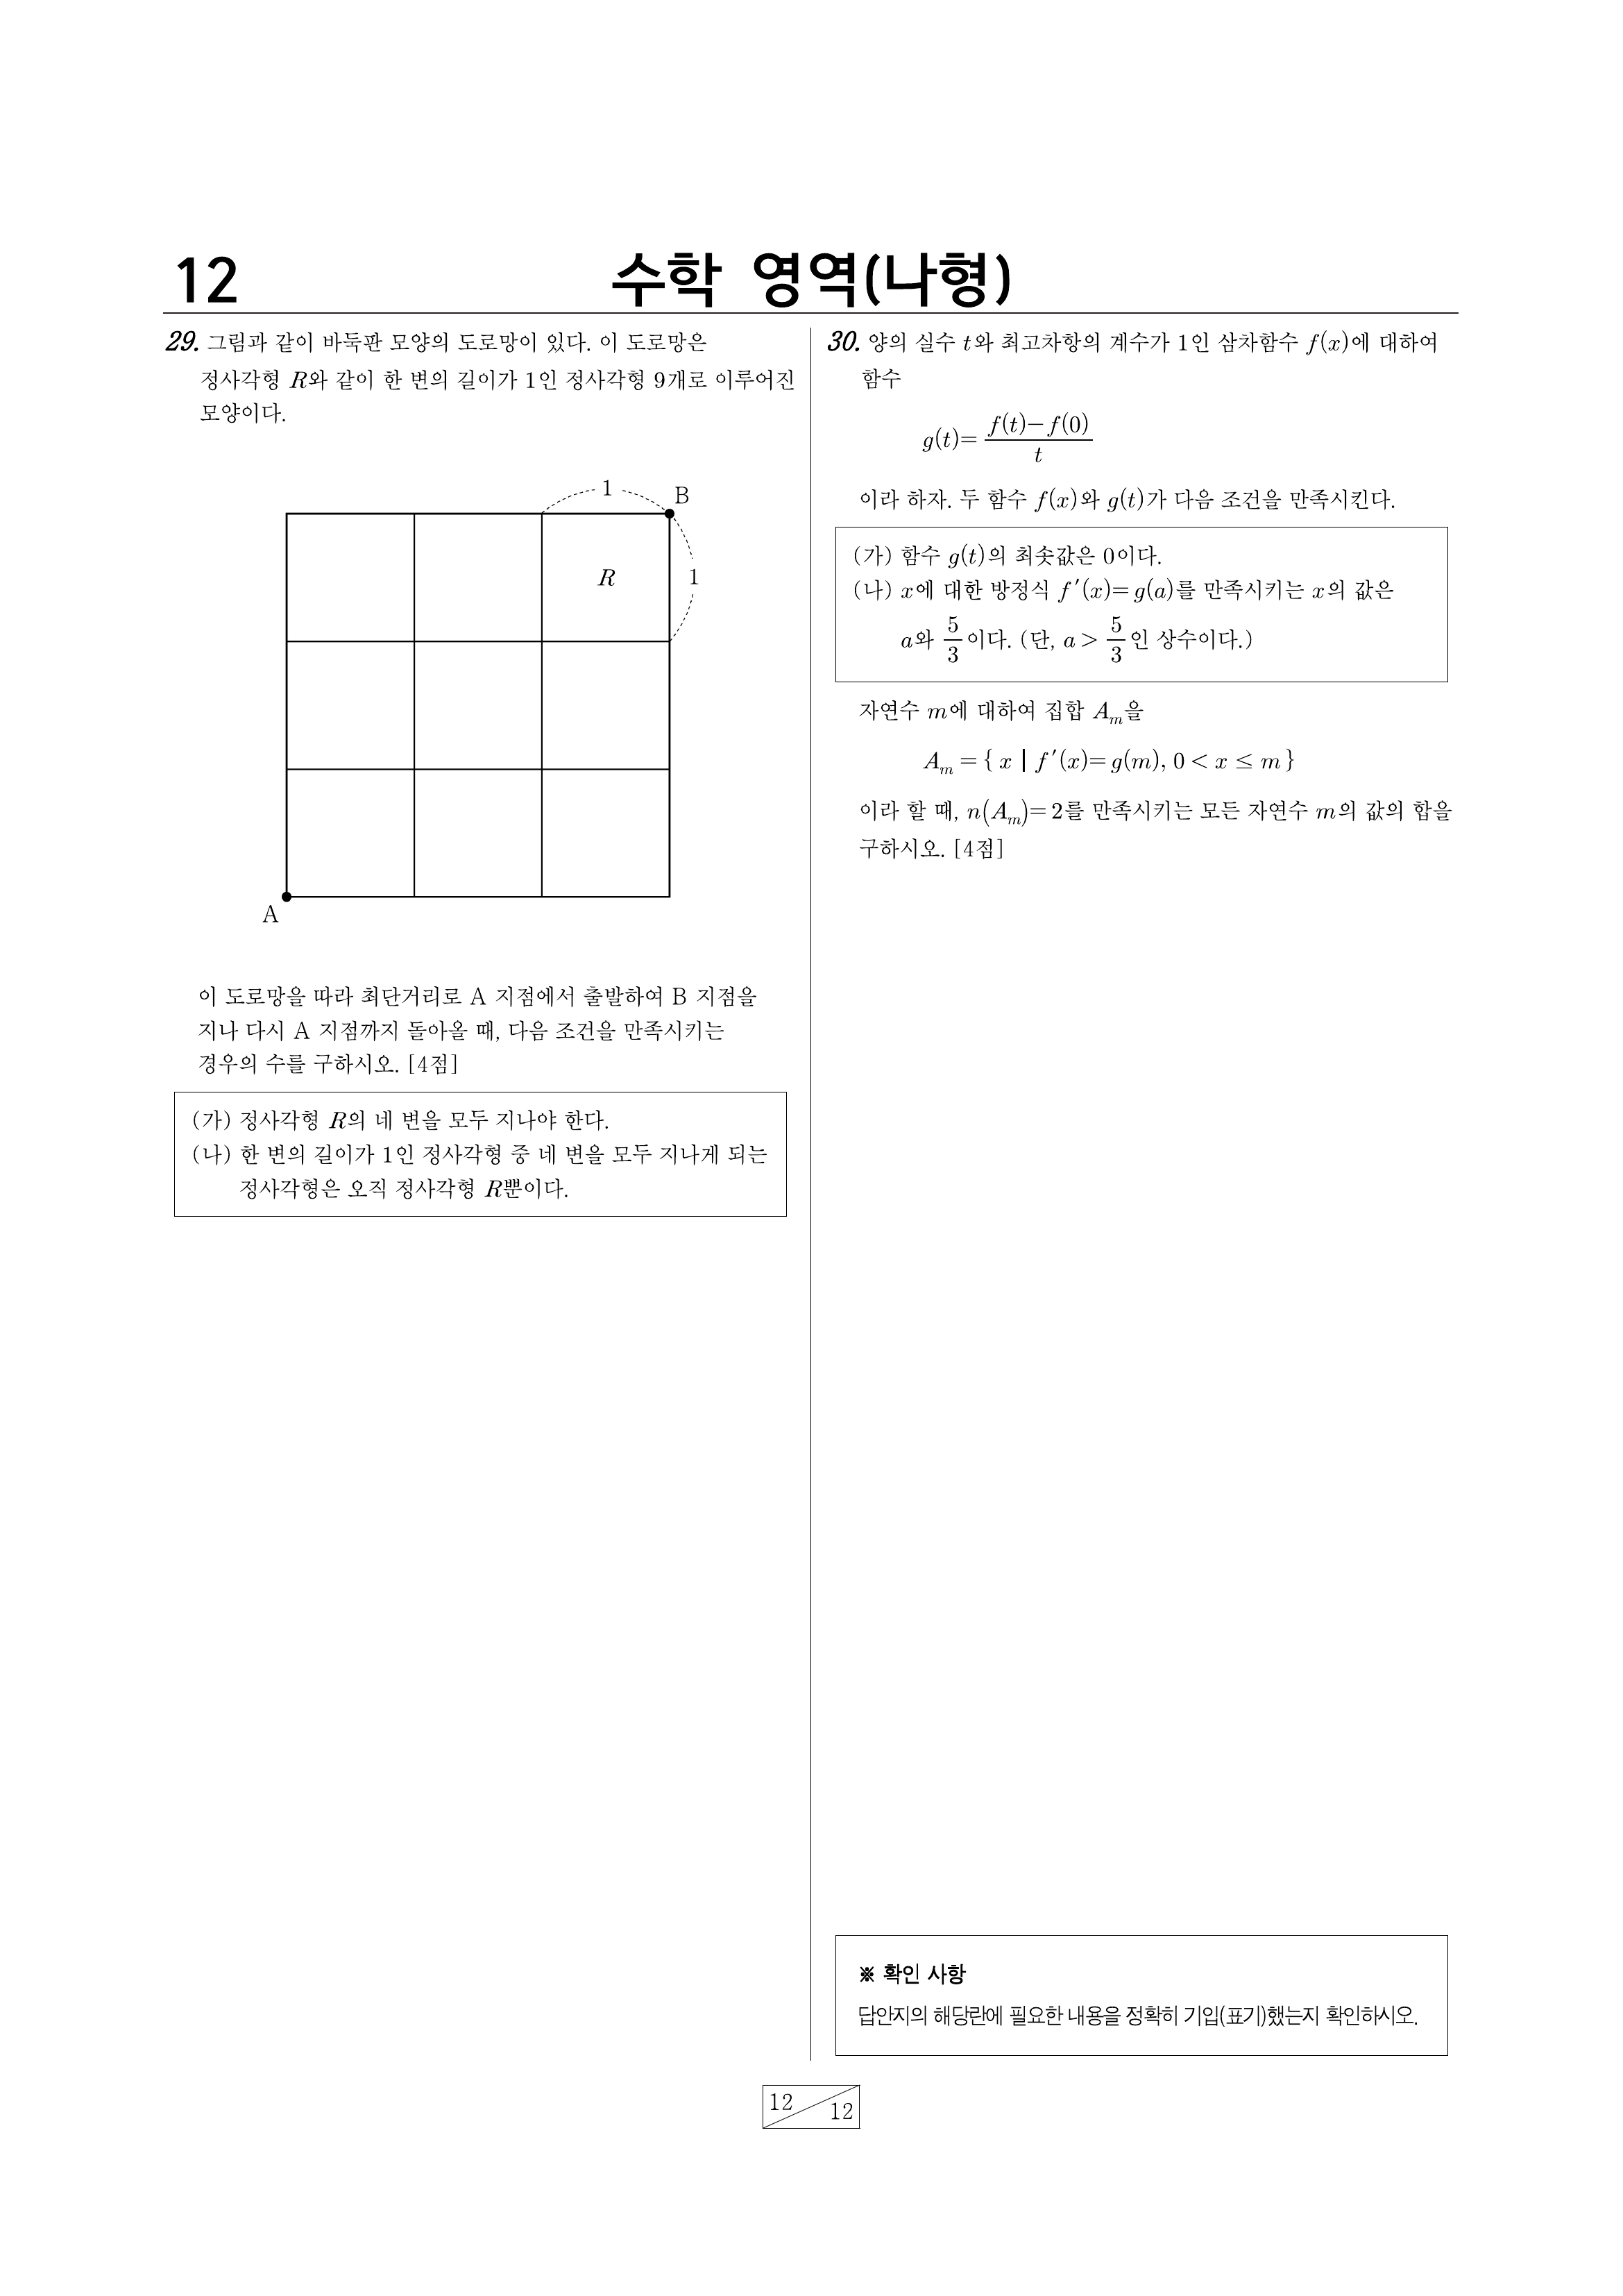 12
수학 영역(나형)
29. 그림과 같이 바둑판 모양의 도로망이 있다. 이 도로망은
정사각형 R와 같이 한 변의 길이가 1인 정사각형 9개로 이루어진
모양이다.
1
B
R
1
A
이 도로망을 따라 최단거리로 A 지점에서 출발하여 B 지점을
지나 다시 A 지점까지 돌아올 때, 다음 조건을 만족시키는
경우의 수를 구하시오. [4점]
(가) 정사각형 R의 네 변을 모두 지나야 한다.
(나) 한 변의 길이가 1인 정사각형 중 네 변을 모두 지나게 되는
정사각형은 오직 정사각형 R뿐이다.
30. 양의 실수 t와 최고차항의 계수가 1인 삼차함수 f(x)에 대하여
함수
g(t)= \frac{f(t)-f(0)}{t}
이라 하자. 두 함수 f(x)와 g(t)가 다음 조건을 만족시킨다.
(가) 함수 g(t)의 최솟값은 0이다.
(나) x에 대한 방정식 f′(x)=g(a)를 만족시키는 x의 값은
a와 \frac{5}{3}이다. (단, a > \frac{5}{3}인 상수이다.)
자연수 m에 대하여 집합 A_m을
A_m = { x | f′(x)=g(m), 0 < x ≤ m }
이라 할 때, n(A_m)=2를 만족시키는 모든 자연수 m의 값의 합을
구하시오. [4점]
※ 확인 사항
답안지의 해당란에 필요한 내용을 정확히 기입(표기)했는지 확인하시오.
12
12